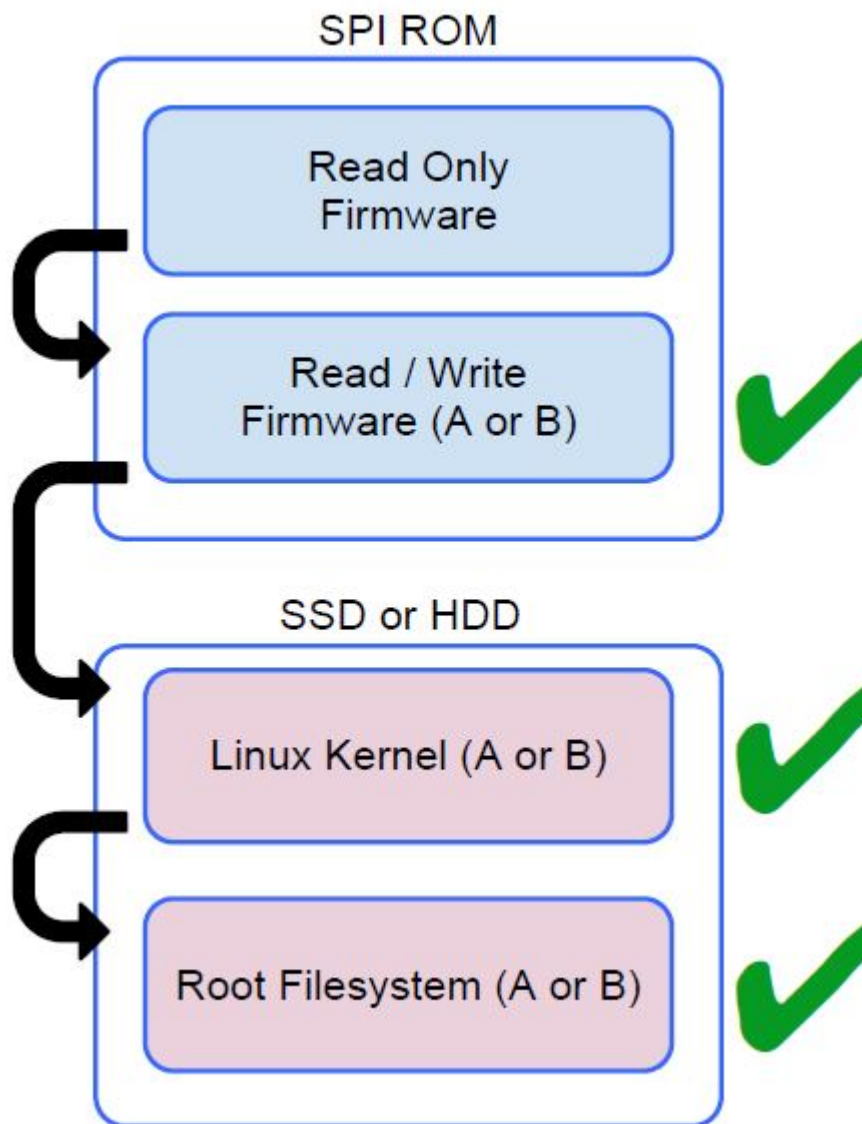 SPI ROM
Read Only
Firmware
Read / Write
Firmware (A or B)
SSD or HDD
Linux Kernel (A or B)
Root Filesystem (A or B)